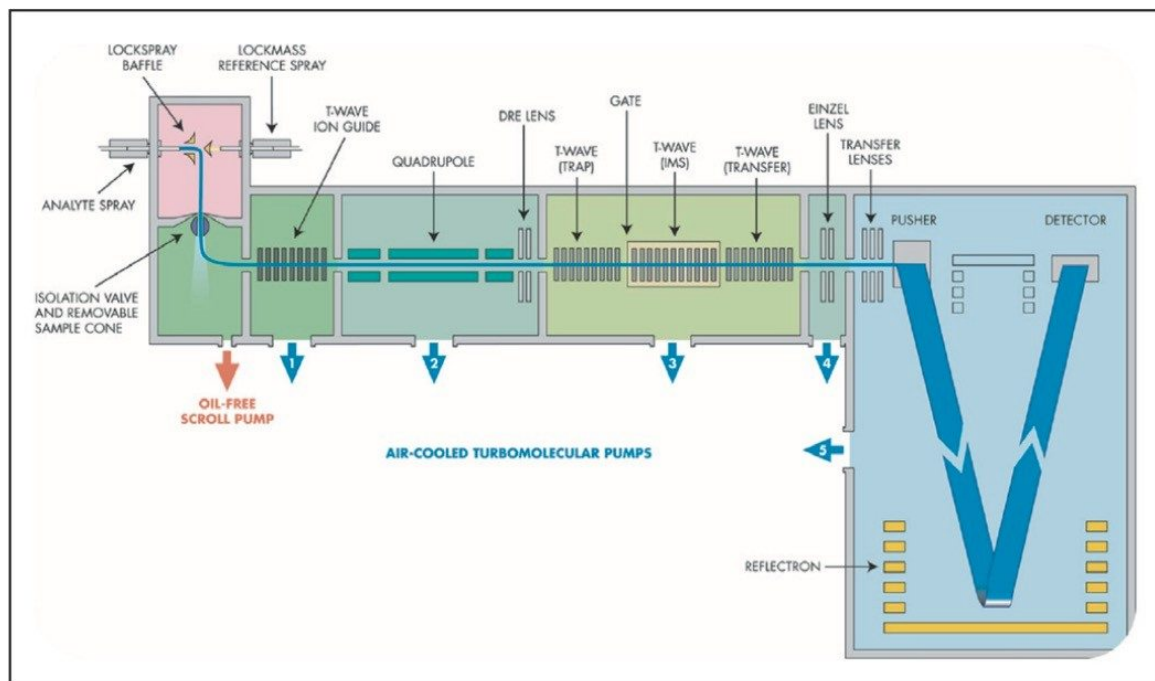 LOCKSPRAY
BAFFLE
LOCKMASS
REFERENCE SPRAY
T-WAVE
ION GUIDE
QUADRUPOLE
DRE LENS
GATE
T-WAVE
(TRAP)
T-WAVE
(IMS)
T-WAVE
(TRANSFER)
EINZEL
LENS
TRANSFER
LENSES
PUSHER
DETECTOR
ANALYTE SPRAY
ISOLATION VALVE
AND REMOVABLE
SAMPLE CONE
OIL-FREE
SCROLL PUMP
1
2
3
4
AIR-COOLED TURBOMOLECULAR PUMPS
5
REFLECTRON